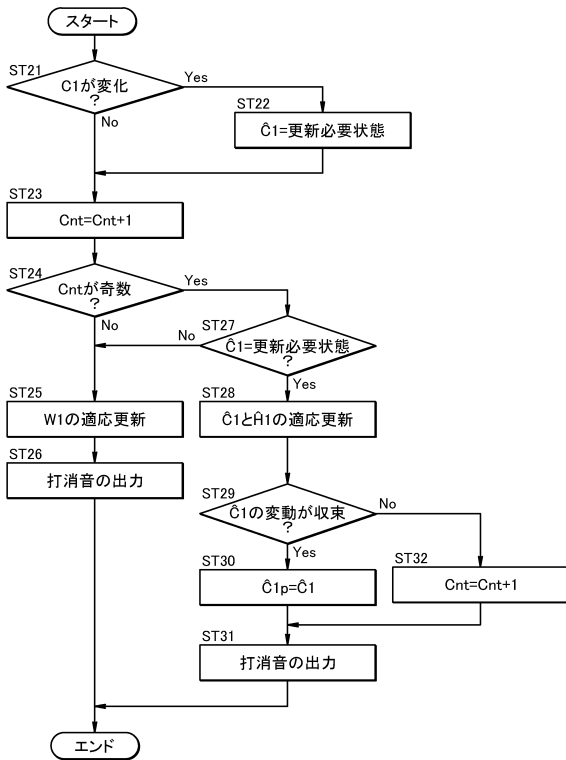 スタート
ST21
C1が変化
?
Yes
No
ST22
Ĉ1=更新必要状態
ST23
Cnt=Cnt+1
ST24
Cntが奇数
?
Yes
No
ST27
Ĉ1=更新必要状態
?
No
Yes
ST25
W1の適応更新
ST26
打消音の出力
ST28
Ĉ1とĤ1の適応更新
ST29
Ĉ1の変動が収束
?
No
Yes
ST30
Ĉ1p=Ĉ1
ST32
Cnt=Cnt+1
ST31
打消音の出力
エンド